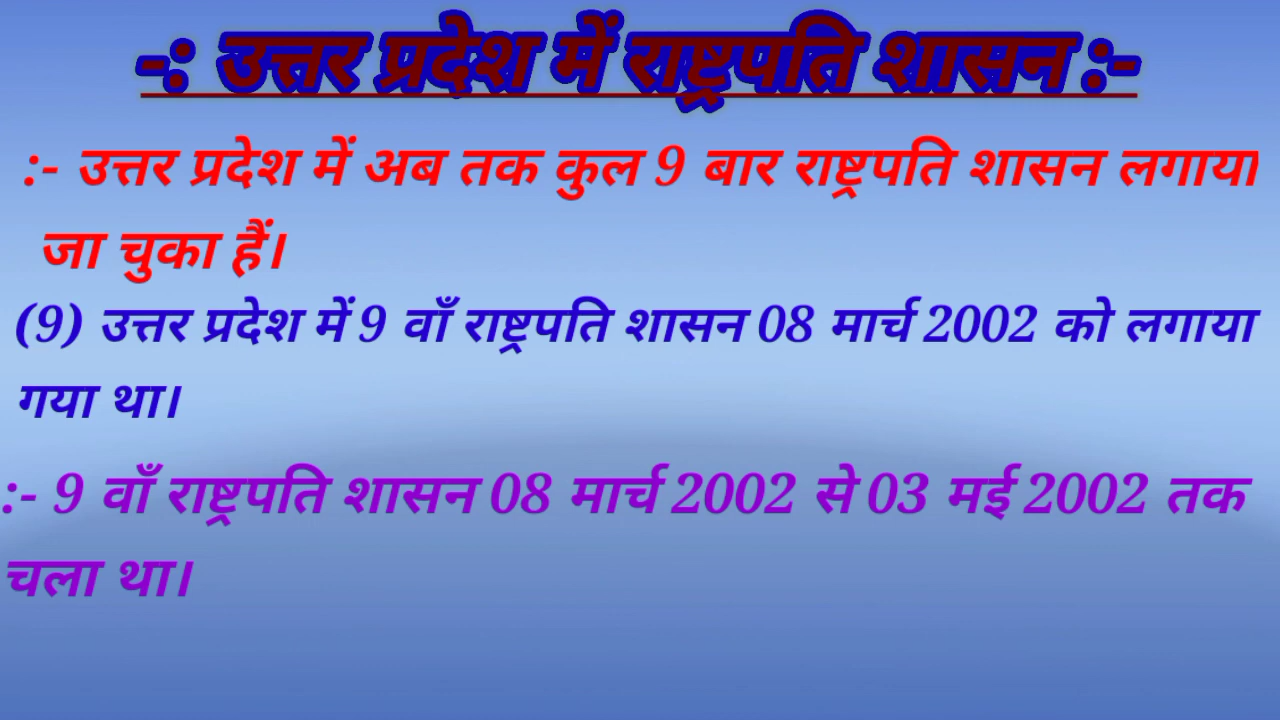 -: उत्तर प्रदेश में राष्ट्रपति शासन :-
:- उत्तर प्रदेश में अब तक कुल 9 बार राष्ट्रपति शासन लगाया
जा चुका हैं।
(9) उत्तर प्रदेश में 9 वाँ राष्ट्रपति शासन 08 मार्च 2002 को लगाया
गया था।
:- 9 वाँ राष्ट्रपति शासन 08 मार्च 2002 से 03 मई 2002 तक
चला था।